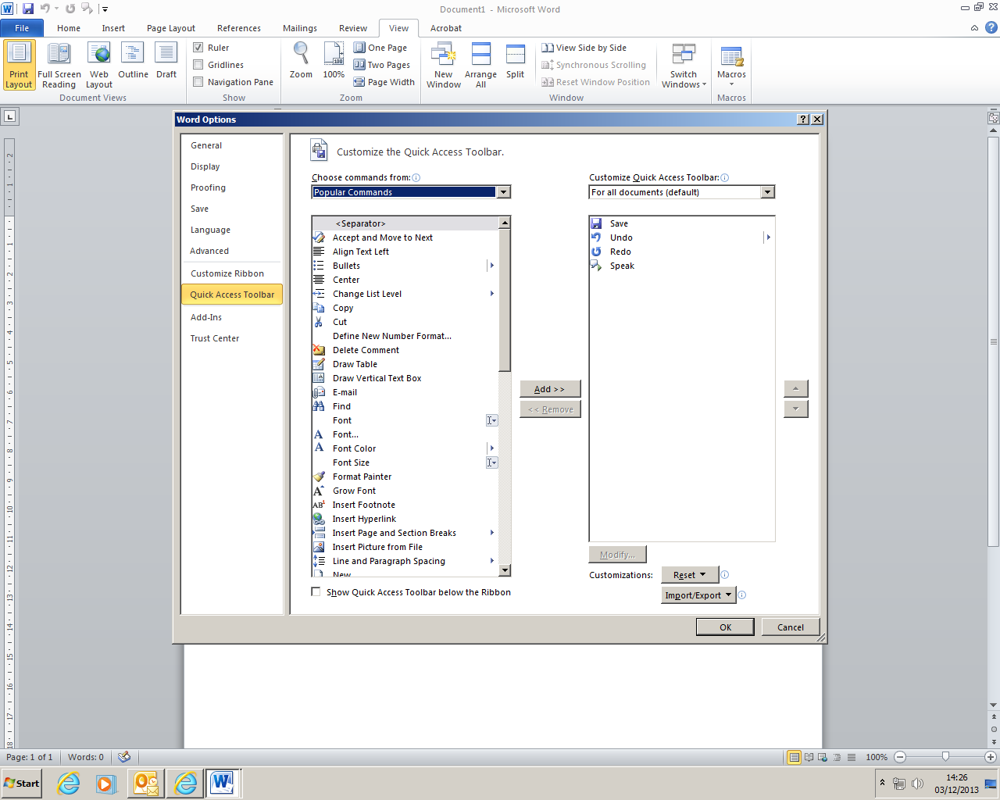 Document1 - Microsoft Word
File Home Insert Page Layout References Mailings Review View Acrobat
Print Layout
Full Screen Reading
Web Layout
Outline
Draft
Document Views
Ruler
Gridlines
Navigation Pane
Show
Zoom
100%
One Page
Two Pages
Page Width
Zoom
New Window
Arrange All
Split
View Side by Side
Synchronous Scrolling
Reset Window Position
Window
Switch Windows
Macros
Macros
Word Options
General
Display
Proofing
Save
Language
Advanced
Customize Ribbon
Quick Access Toolbar
Add-Ins
Trust Center
Customize the Quick Access Toolbar.
Choose commands from:
Popular Commands
<Separator>
Accept and Move to Next
Align Text Left
Bullets
Center
Change List Level
Copy
Cut
Define New Number Format...
Delete Comment
Draw Table
Draw Vertical Text Box
E-mail
Find
Font
Font...
Font Color
Font Size
Format Painter
Grow Font
Insert Footnote
Insert Hyperlink
Insert Page and Section Breaks
Insert Picture from File
Line and Paragraph Spacing
New
Show Quick Access Toolbar below the Ribbon
Add >>
<< Remove
Customize Quick Access Toolbar:
For all documents (default)
Save
Undo
Redo
Speak
Modify...
Customizations: Reset
Import/Export
OK Cancel
Page: 1 of 1 Words: 0 100%
Start
14:26
03/12/2013